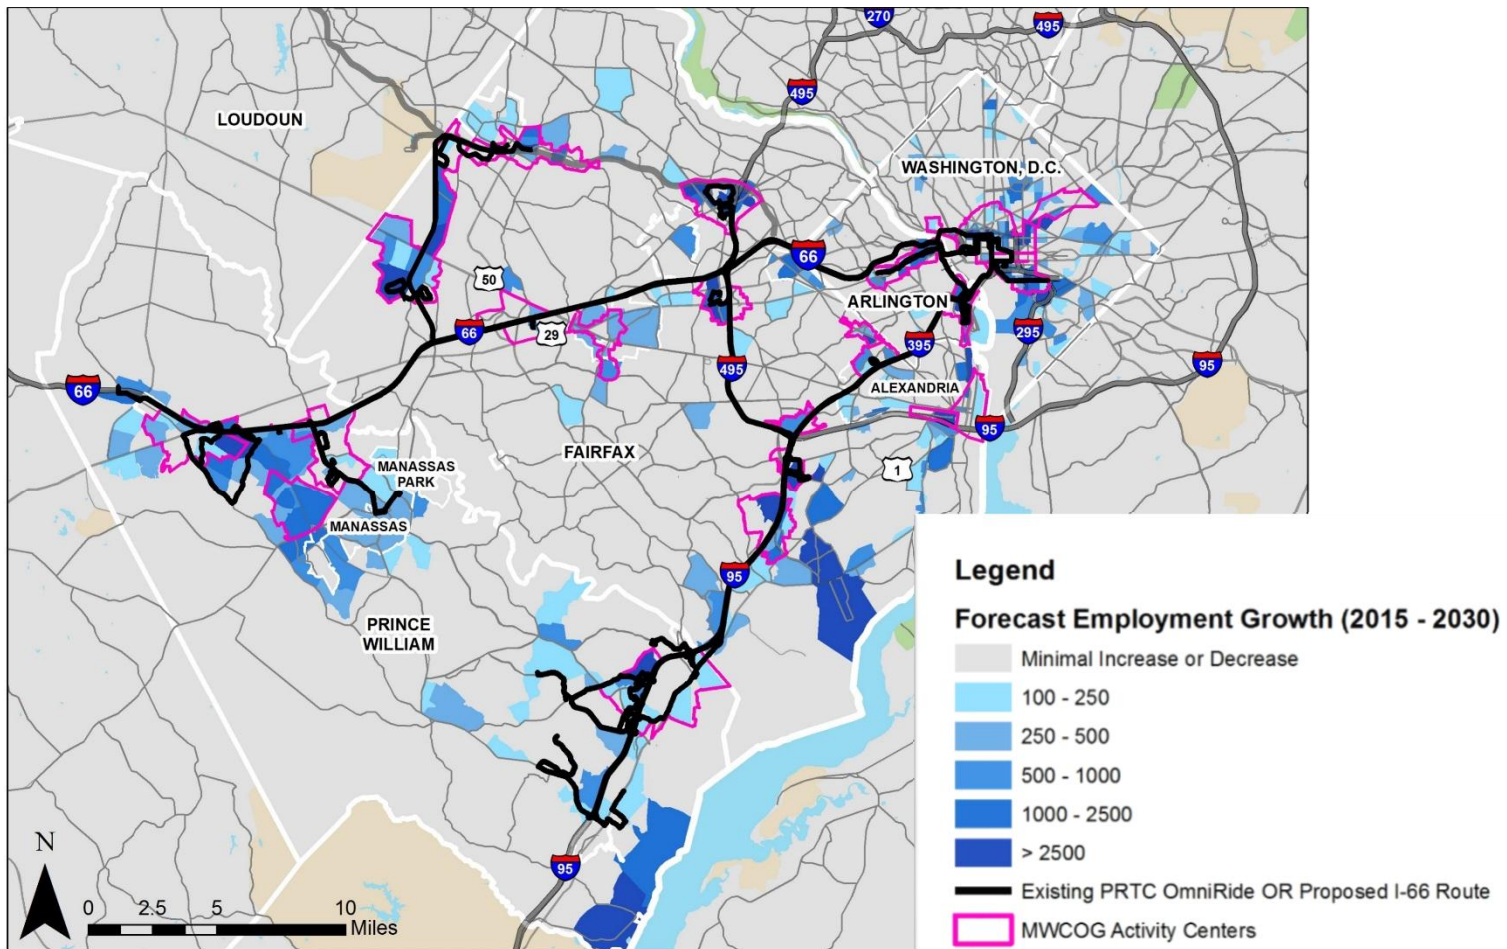 270
495
495
LOUDOUN
WASHINGTON, D.C.
66
50
ARLINGTON
66
29
295
395
495
95
66
ALEXANDRIA
95
FAIRFAX
MANASSAS
PARK
1
MANASSAS
95
PRINCE
WILLIAM
95
N
0 2.5 5 10
Miles
Legend
Forecast Employment Growth (2015 - 2030)
Minimal Increase or Decrease
100 - 250
250 - 500
500 - 1000
1000 - 2500
> 2500
Existing PRTC OmniRide OR Proposed I-66 Route
MWCOG Activity Centers